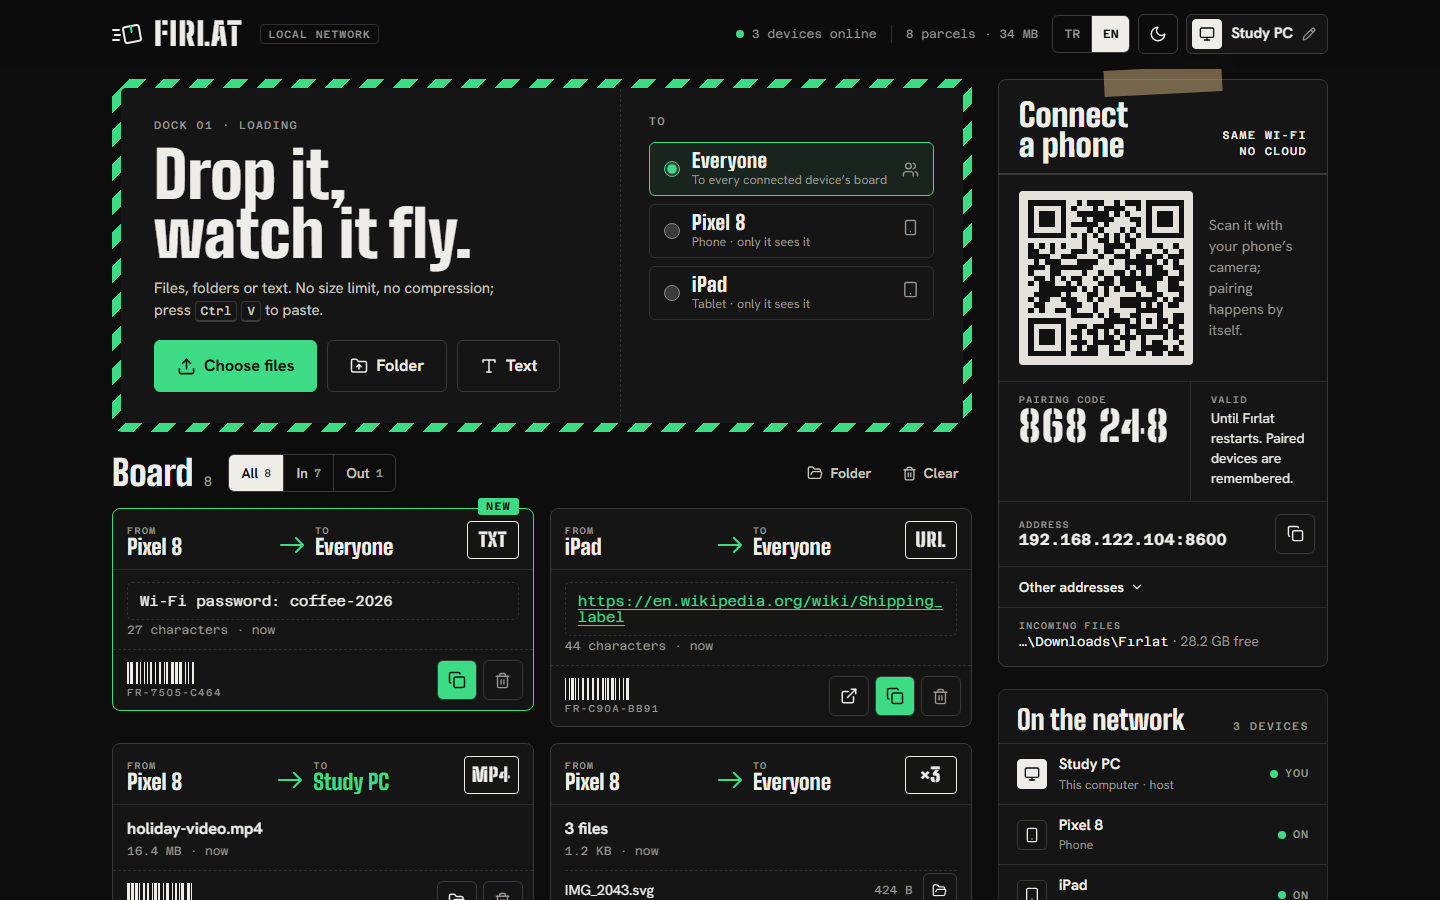 FIRLAT
LOCAL NETWORK
3 devices online
8 parcels · 34 MB
TR
EN
Study PC
DOCK 01 · LOADING
Drop it,
watch it fly.
Files, folders or text. No size limit, no compression;
press Ctrl V to paste.
Choose files
Folder
Text
TO
Everyone
To every connected device's board
Pixel 8
Phone · only it sees it
iPad
Tablet · only it sees it
Connect
a phone
SAME WI-FI
NO CLOUD
Scan it with
your phone's
camera;
pairing
happens by
itself.
PAIRING CODE
868 248
VALID
Until Fırlat
restarts. Paired
devices are
remembered.
ADDRESS
192.168.122.104:8600
Other addresses
INCOMING FILES
…\Downloads\Fırlat · 28.2 GB free
Board 8
All 8
In 7
Out 1
Folder
Clear
NEW
FROM
Pixel 8
TO
Everyone
TXT
Wi-Fi password: coffee-2026
27 characters · now
FR-7505-C464
FROM
iPad
TO
Everyone
URL
https://en.wikipedia.org/wiki/Shipping_
label
44 characters · now
FR-C90A-BB91
FROM
Pixel 8
TO
Study PC
MP4
holiday-video.mp4
16.4 MB · now
FROM
Pixel 8
TO
Everyone
×3
3 files
1.2 KB · now
IMG_2043.svg
424 B
On the network
3 DEVICES
Study PC
This computer · host
YOU
Pixel 8
Phone
ON
iPad
ON